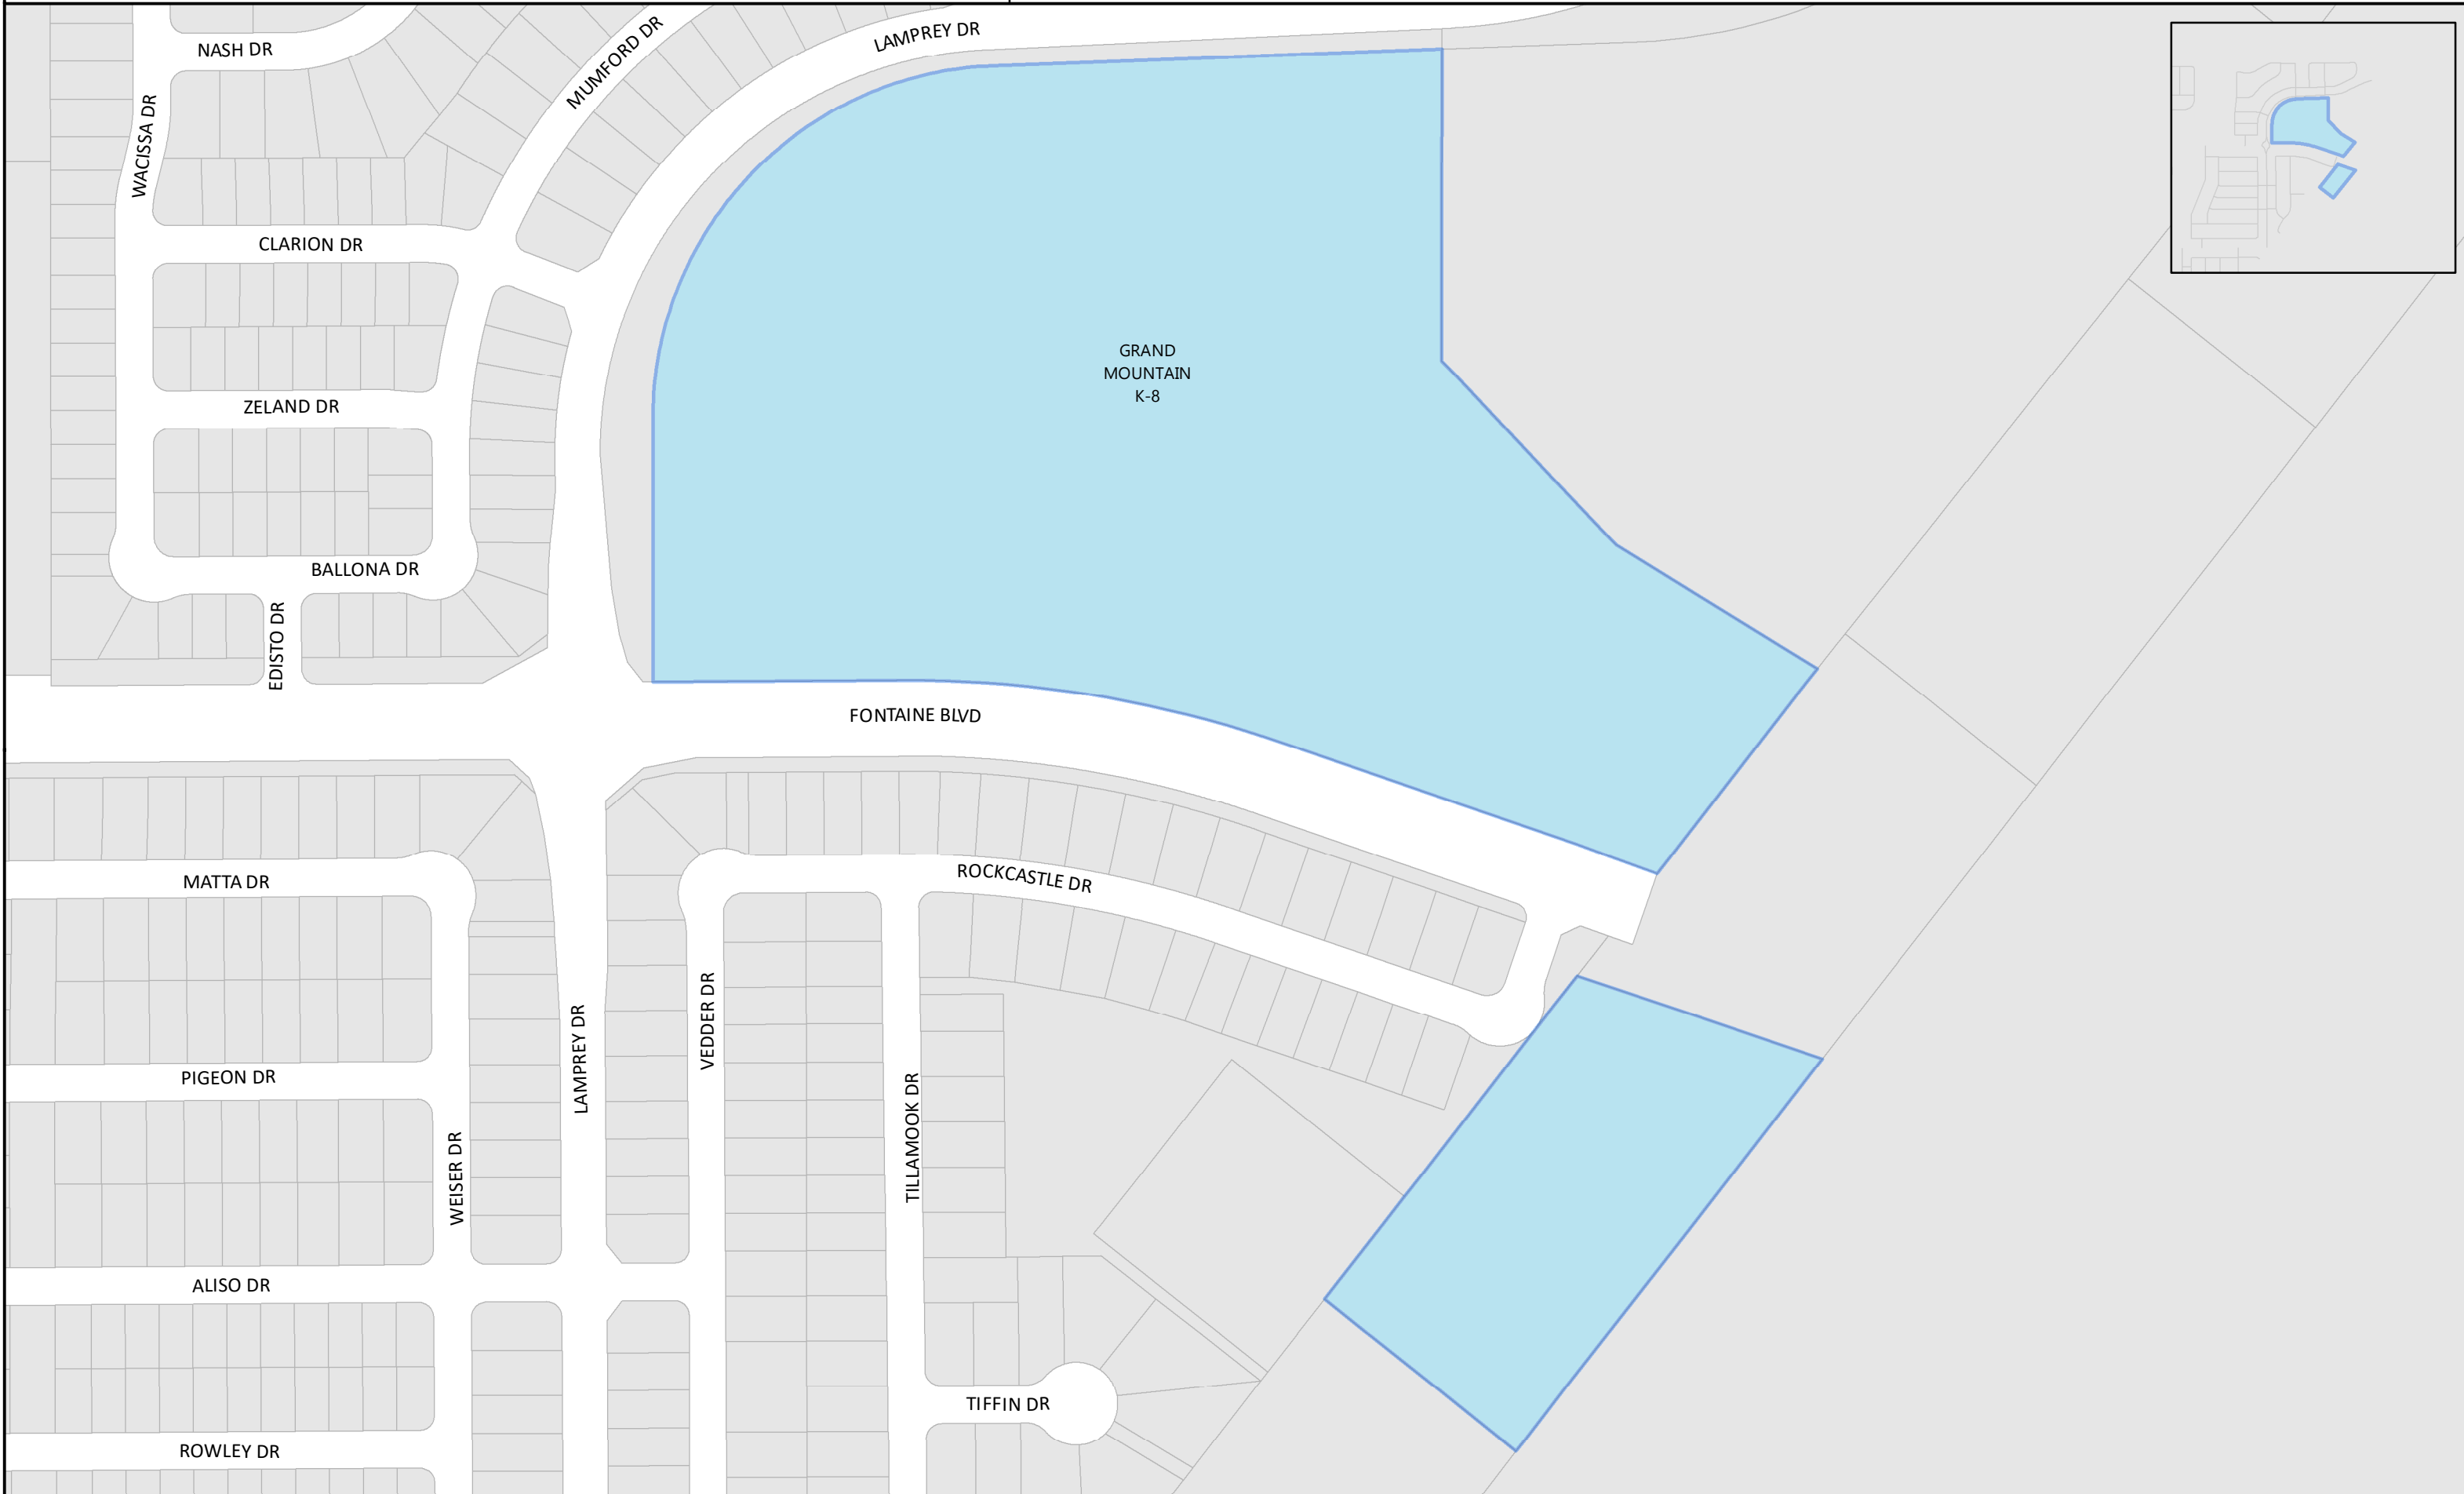 NASH DR
MUMFORD DR
LAMPREY DR
WACISSA DR
CLARION DR
GRAND
MOUNTAIN
K-8
ZELAND DR
BALLONA DR
EDISTO DR
FONTAINE BLVD
MATTA DR
ROCKCASTLE DR
VEDDER DR
LAMPREY DR
PIGEON DR
TILLAMOOK DR
WEISER DR
ALISO DR
TIFFIN DR
ROWLEY DR